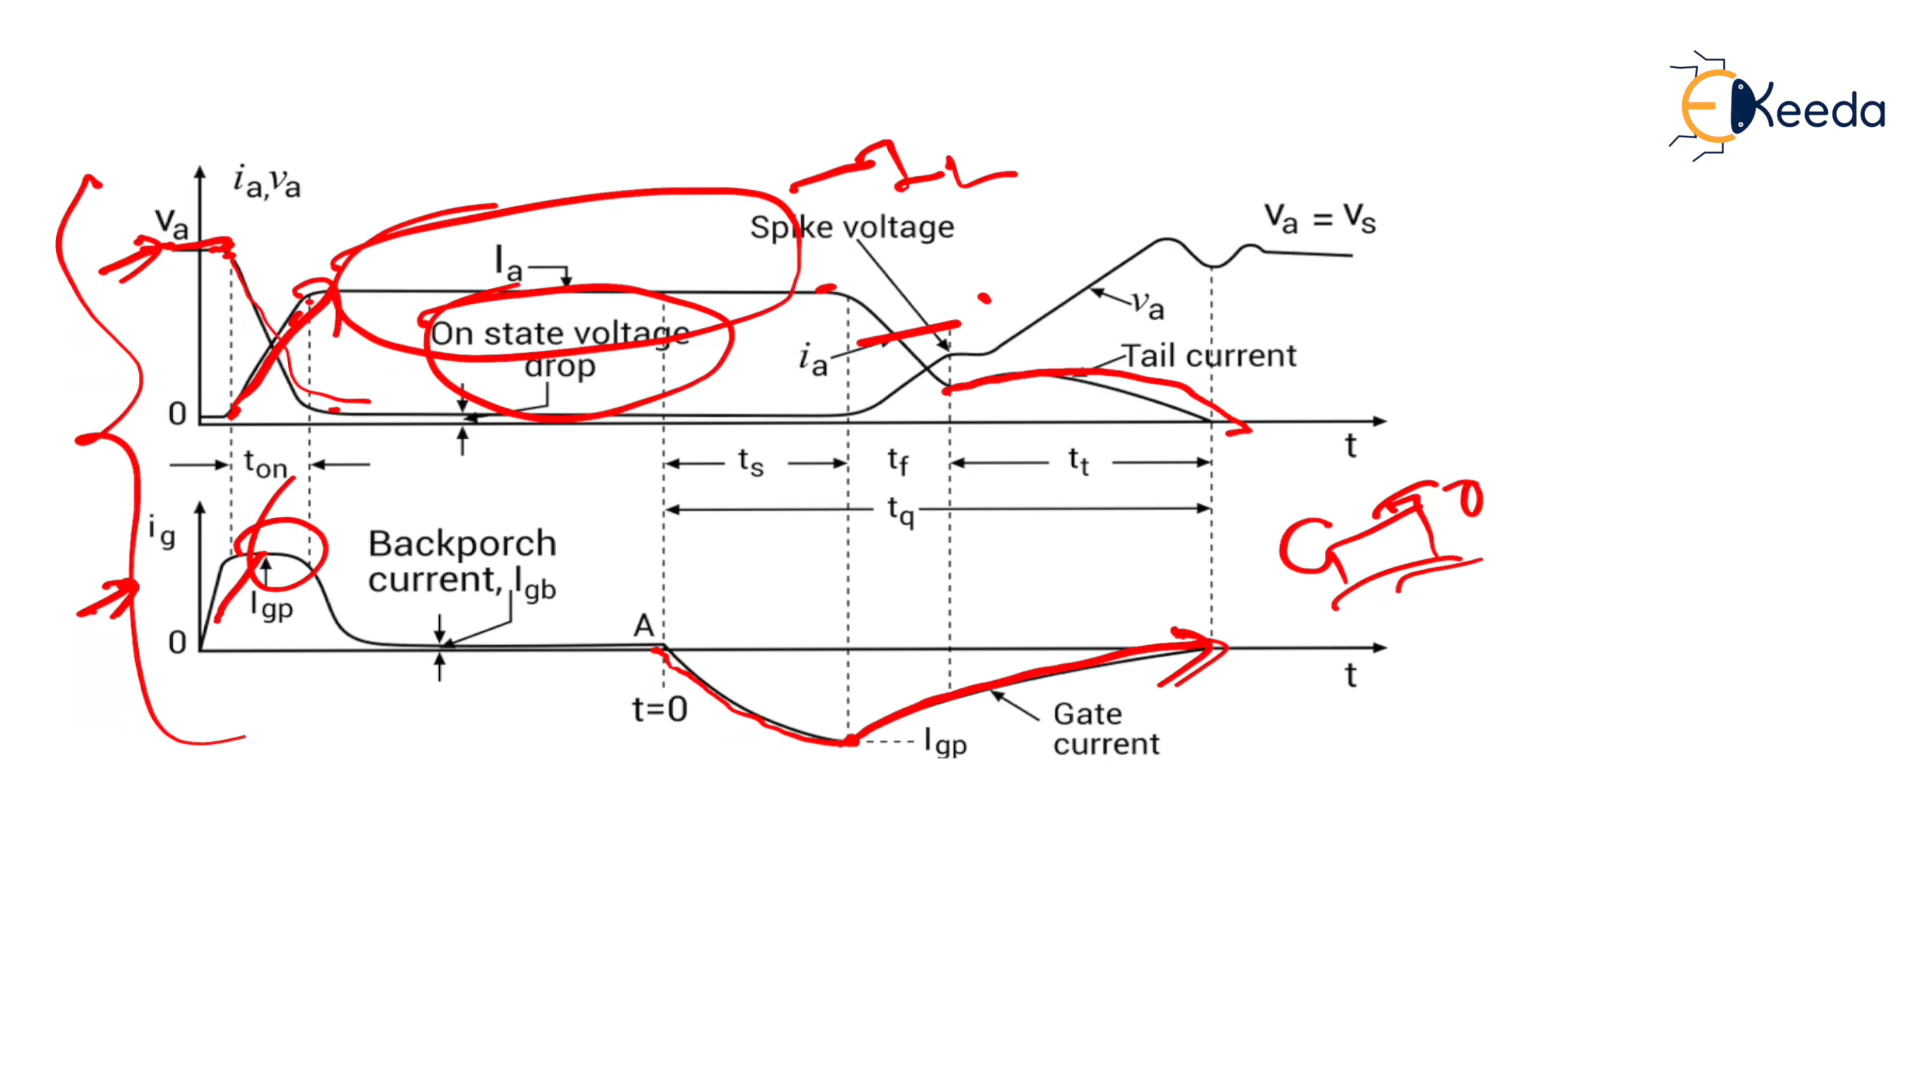 Keeda
ia,va
va
Va = Vs
Spike voltage
Ia
va
On state voltage
drop
ia
Tail current
0
t
ton
ts
tf
tt
tq
ig
Backporch
current, Igb
Igp
A
0
t
t=0
Gate
current
Igp